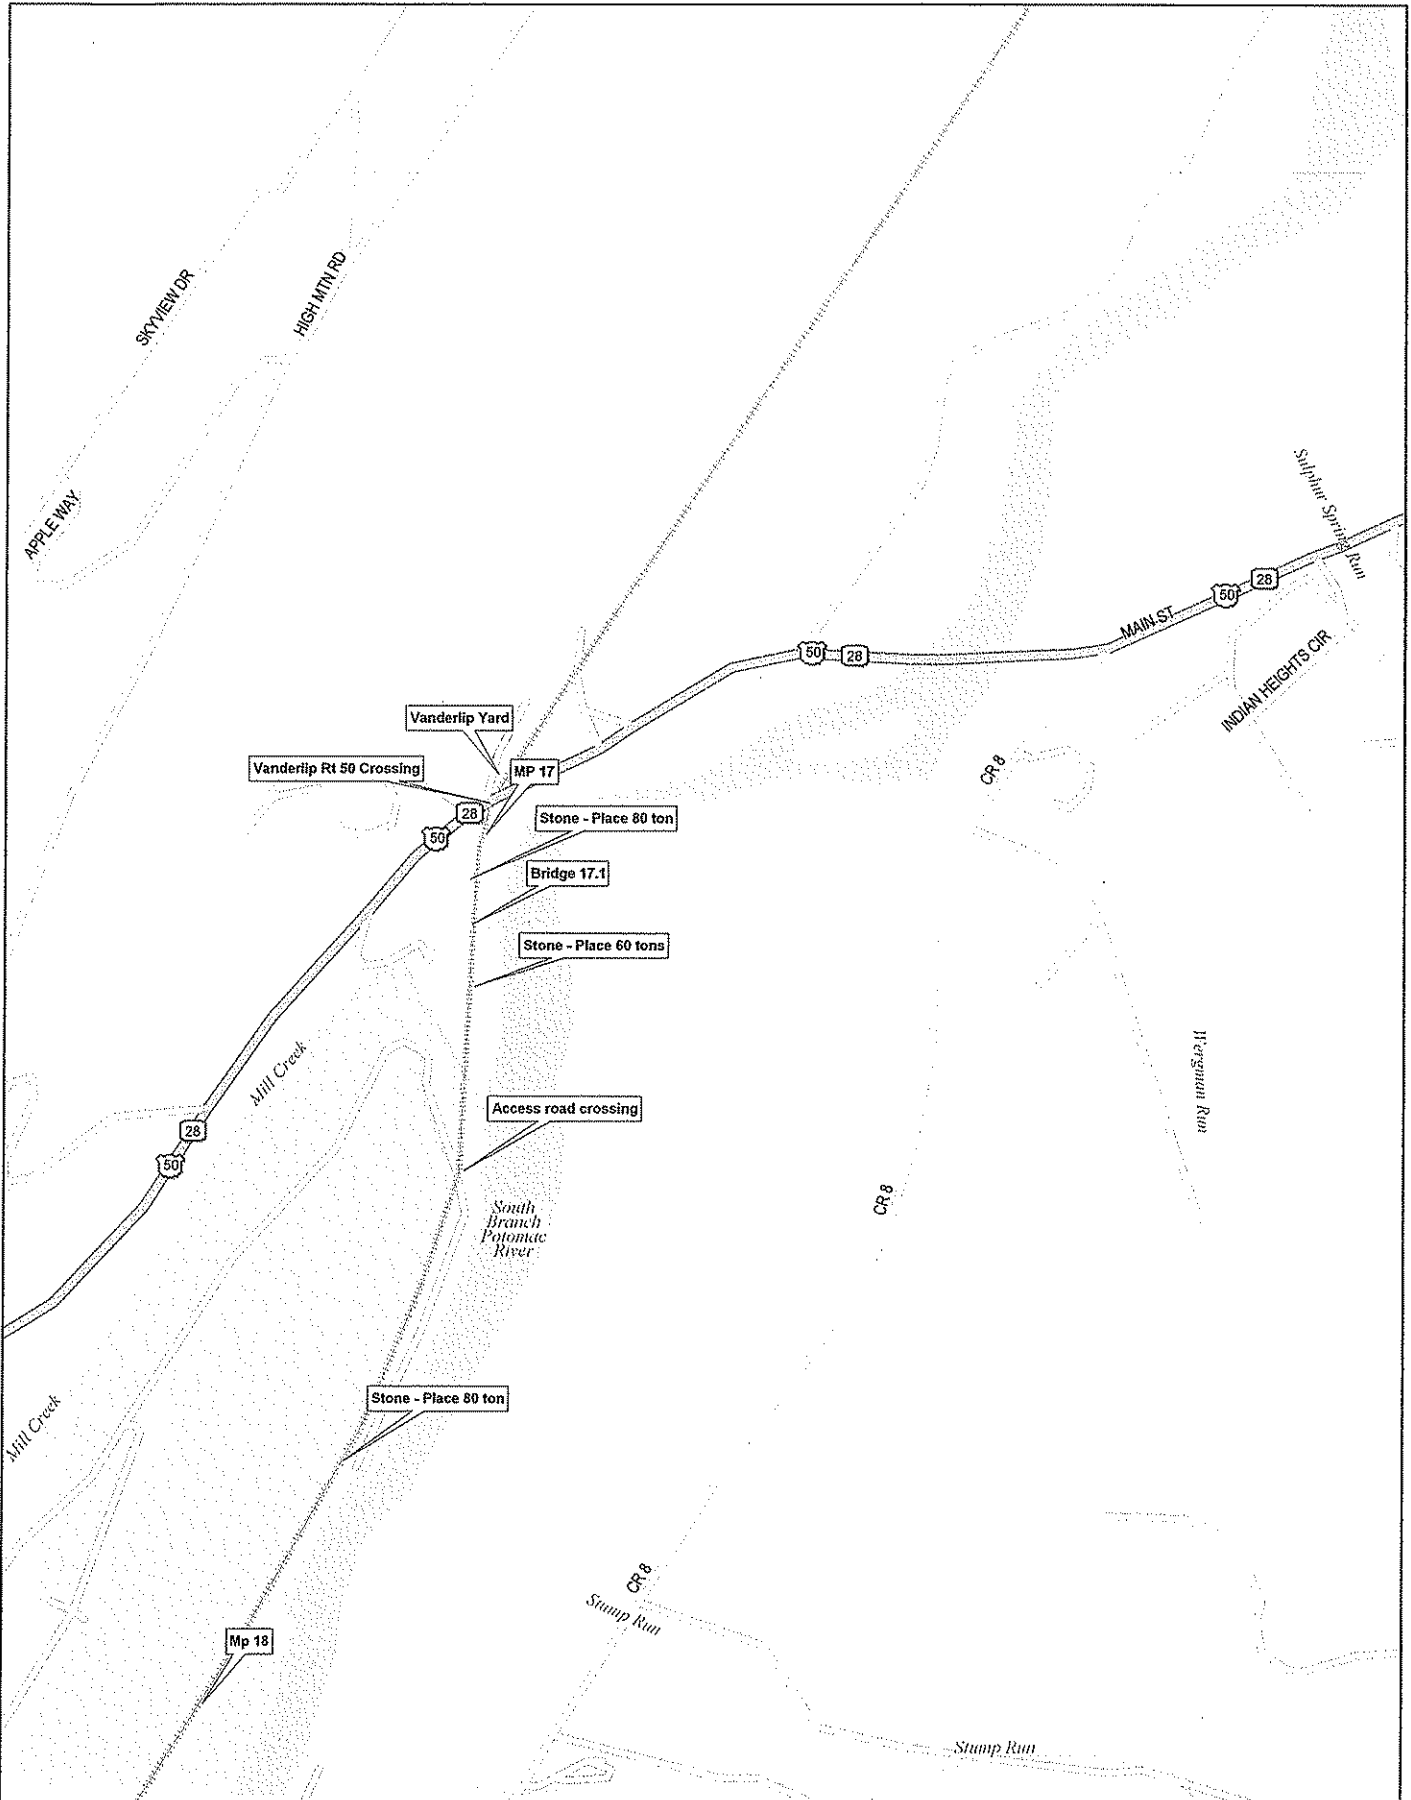 SKYVIEW DR
HIGH MTN RD
APPLE WAY
Sulphur Spring Run
28
50
MAIN ST
50
28
INDIAN HEIGHTS CIR
Vanderlip Yard
Vanderlip Rt 50 Crossing
MP 17
CR 8
28
50
Stone - Place 80 ton
Bridge 17.1
Stone - Place 60 tons
Mill Creek
Wergman Run
Access road crossing
28
50
CR 8
South
Branch
Potomac
River
Stone - Place 80 ton
Mill Creek
CR 8
Stump Run
Mp 18
Stump Run